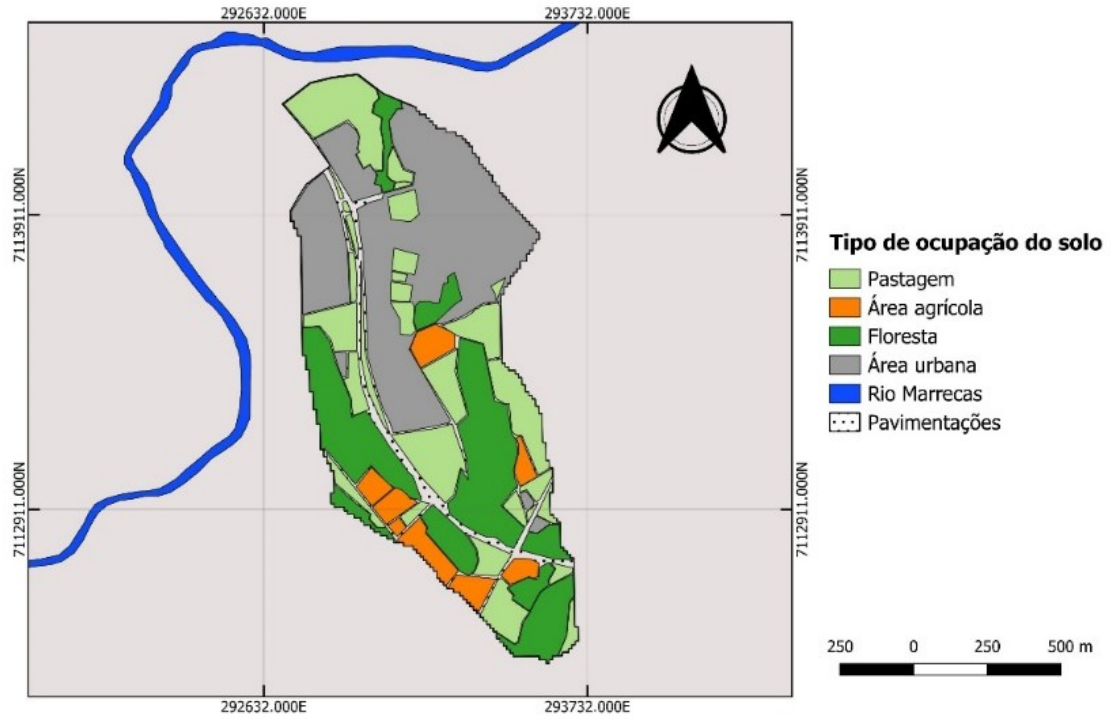 292632.000E
293732.000E
7113911.000N
7113911.000N
Tipo de ocupação do solo
Pastagem
Área agrícola
Floresta
Área urbana
Rio Marrecas
Pavimentações
7112911.000N
7112911.000N
250 0 250 500 m
292632.000E
293732.000E